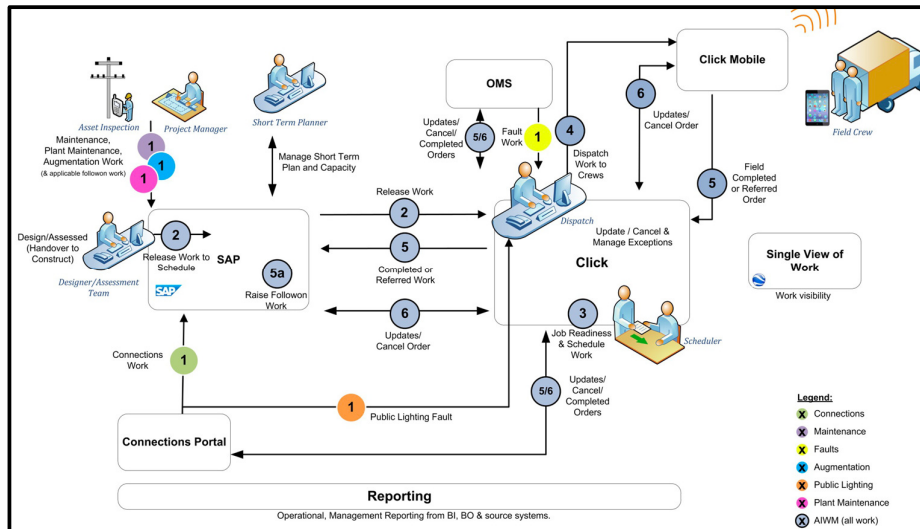 Asset Inspection
Project Manager
Short Term Planner
Maintenance,
Plant Maintenance,
Augmentation Work
(& applicable followon work)
1
1
1
Manage Short Term
Plan and Capacity
OMS
Updates/
Cancel/
Completed
Orders
5/6
Fault
Work
1
4
Dispatch
Work to
Crews
Click Mobile
6
Updates/
Cancel Order
5
Field
Completed
or Referred
Order
Field Crew
Design/Assessed
(Handover to
Construct)
Designer/Assessment
Team
2
Release Work to
Schedule
SAP
SAP
5a
Raise Followon
Work
Release Work
2
5
Completed or
Referred Work
6
Updates/
Cancel Order
Dispatch
Update / Cancel &
Manage Exceptions
Click
3
Job Readiness
& Schedule
Work
Scheduler
Single View of
Work
Work visibility
Connections
Work
1
1
Public Lighting Fault
5/6
Updates/
Cancel/
Completed
Orders
Connections Portal
Reporting
Operational, Management Reporting from BI, BO & source systems.
Legend:
X Connections
X Maintenance
X Faults
X Augmentation
X Public Lighting
X Plant Maintenance
X AIWM (all work)